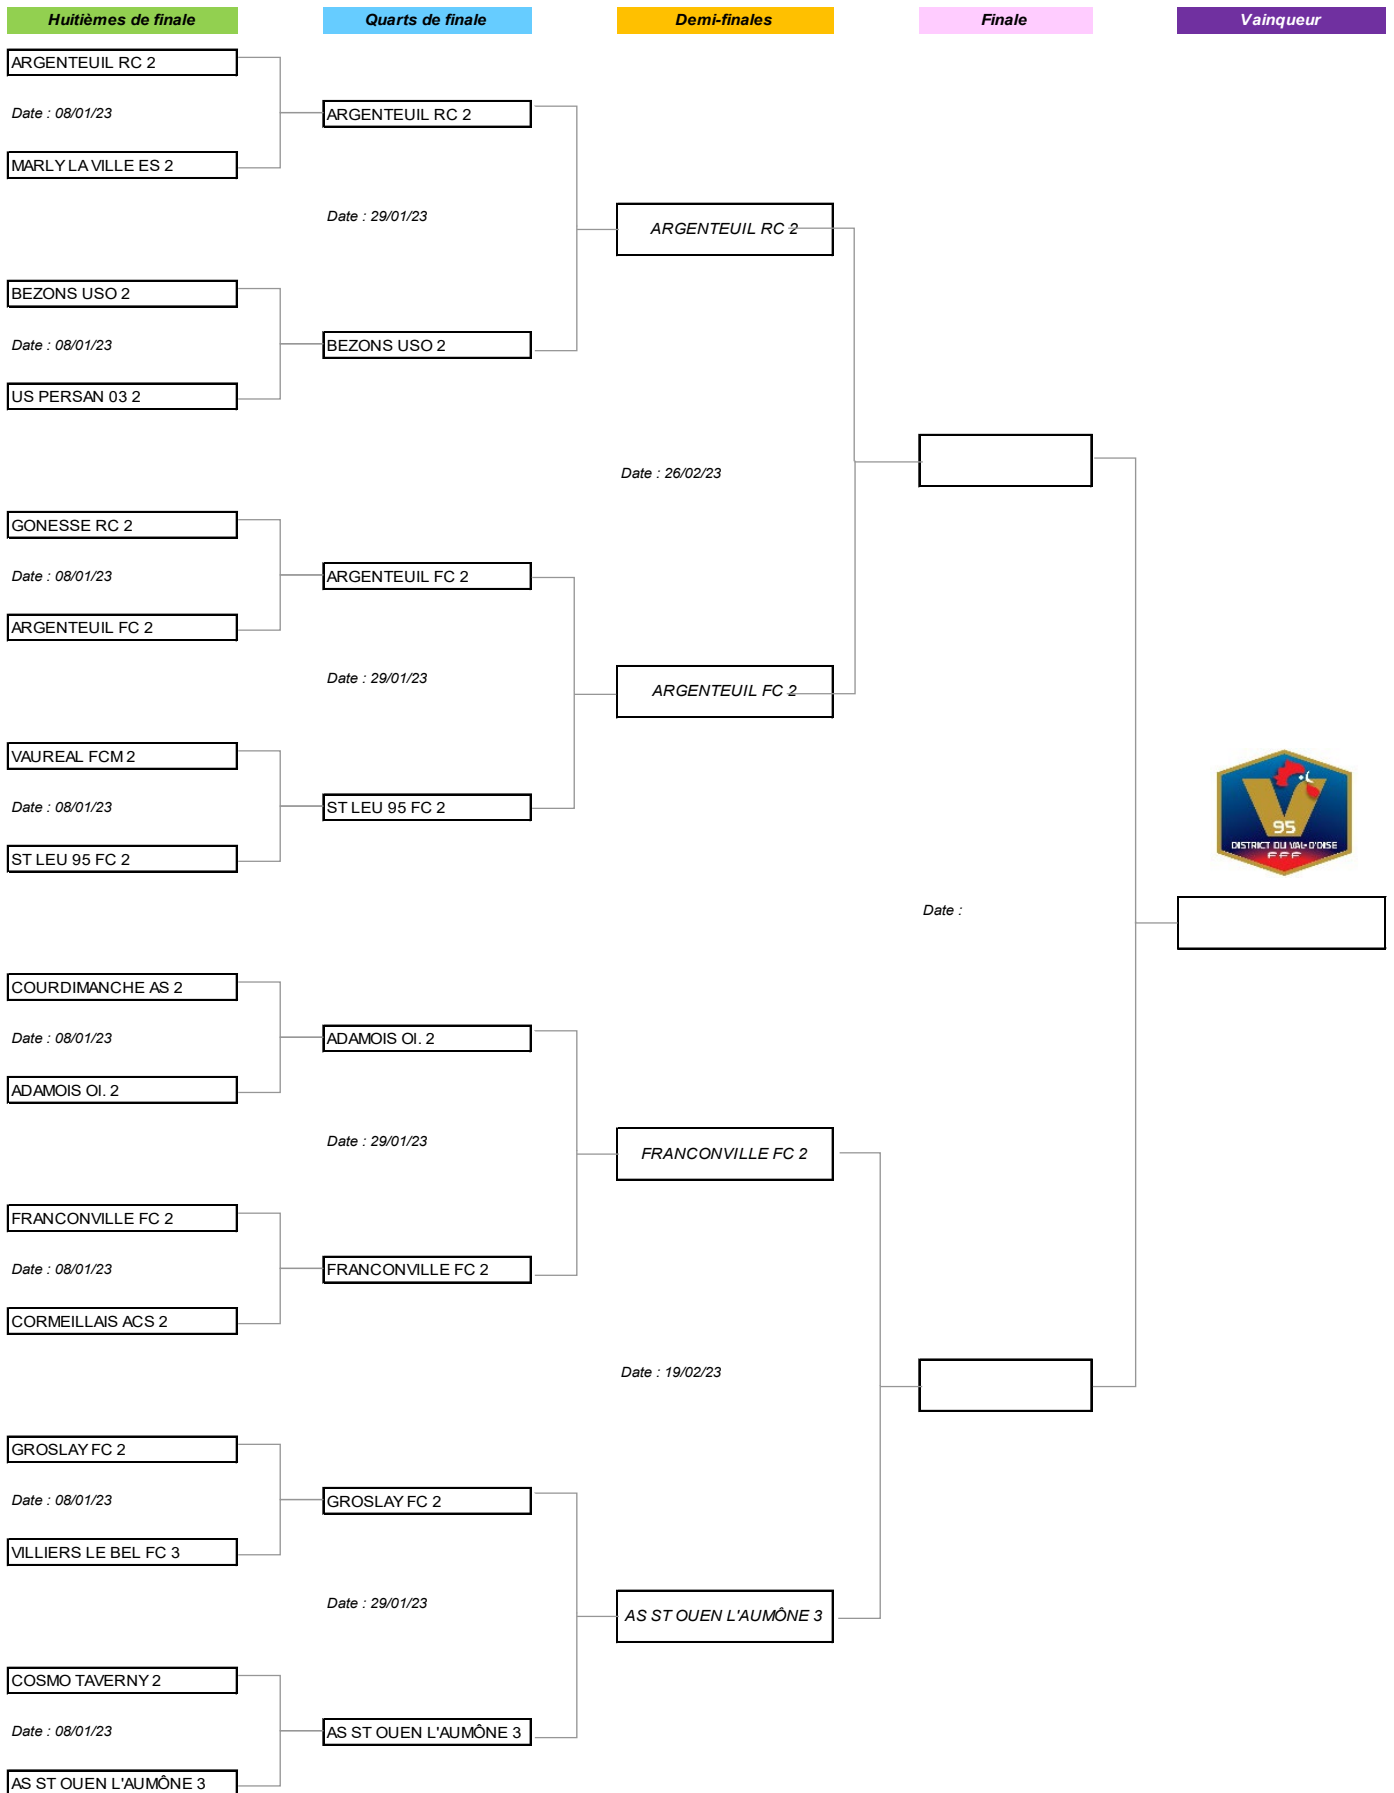 Huitièmes de finale
Quarts de finale
Demi-finales
Finale
Vainqueur
ARGENTEUIL RC 2
Date : 08/01/23
ARGENTEUIL RC 2
MARLY LA VILLE ES 2
Date : 29/01/23
ARGENTEUIL RC 2
BEZONS USO 2
Date : 08/01/23
BEZONS USO 2
US PERSAN 03 2
Date : 26/02/23
GONESSE RC 2
Date : 08/01/23
ARGENTEUIL FC 2
ARGENTEUIL FC 2
Date : 29/01/23
ARGENTEUIL FC 2
VAUREAL FCM 2
Date : 08/01/23
ST LEU 95 FC 2
ST LEU 95 FC 2
95
DISTRICT DU VAL-D'OISE
FFF
Date :
COURDIMANCHE AS 2
Date : 08/01/23
ADAMOIS Ol. 2
ADAMOIS Ol. 2
Date : 29/01/23
FRANCONVILLE FC 2
FRANCONVILLE FC 2
Date : 08/01/23
FRANCONVILLE FC 2
CORMEILLAIS ACS 2
Date : 19/02/23
GROSLAY FC 2
Date : 08/01/23
GROSLAY FC 2
VILLIERS LE BEL FC 3
Date : 29/01/23
AS ST OUEN L'AUMÔNE 3
COSMO TAVERNY 2
Date : 08/01/23
AS ST OUEN L'AUMÔNE 3
AS ST OUEN L'AUMÔNE 3